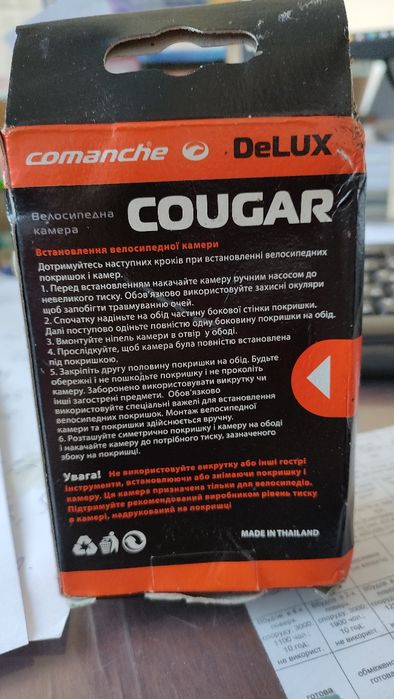 comanche DeLUX
Велосипедна
камера
COUGAR
Встановлення велосипедної камери
Дотримуйтесь наступних кроків при встановленні велосипедних
покришок і камер.
1. Перед встановленням накачайте камеру ручним насосом до
невеликого тиску. Обов'язково використовуйте захисні окуляри
щоб запобігти травмуванню очей.
2. Спочатку надіньте на обід частину бокової стінки покришки.
Далі поступово одіньте повністю одну боковину покришки на обід.
3. Вмонтуйте ніпель камери в отвір у ободі.
4. Прослідкуйте, щоб камера була повністю встановлена
під покришкою.
5. Закріпіть другу половину покришки на обід. Будьте
обережні і не пошкодьте покришку і не проколіть
камеру. Заборонено використовувати викрутку чи
інші загострені предмети. Обов'язково
використовуйте спеціальні важелі для встановлення
велосипедних покришок. Монтаж велосипедної
камери та покришки здійснюється вручну.
6. Розташуйте симетрично покришку і камеру на ободі
і накачайте камеру до потрібного тиску, зазначеного
збоку на покришці.
Увага! Не використовуйте викрутку або інші гострі
інструменти, встановлюючи або знімаючи покришку і
камеру. Ця камера призначена тільки для велосипедів.
Підтримуйте рекомендований виробником рівень тиску
в камері, надрукований на покришці
MADE IN THAILAND